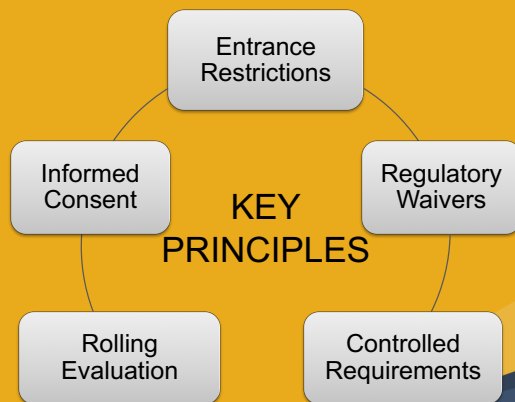 Entrance
Restrictions
Informed
Consent
Regulatory
Waivers
KEY
PRINCIPLES
Rolling
Evaluation
Controlled
Requirements